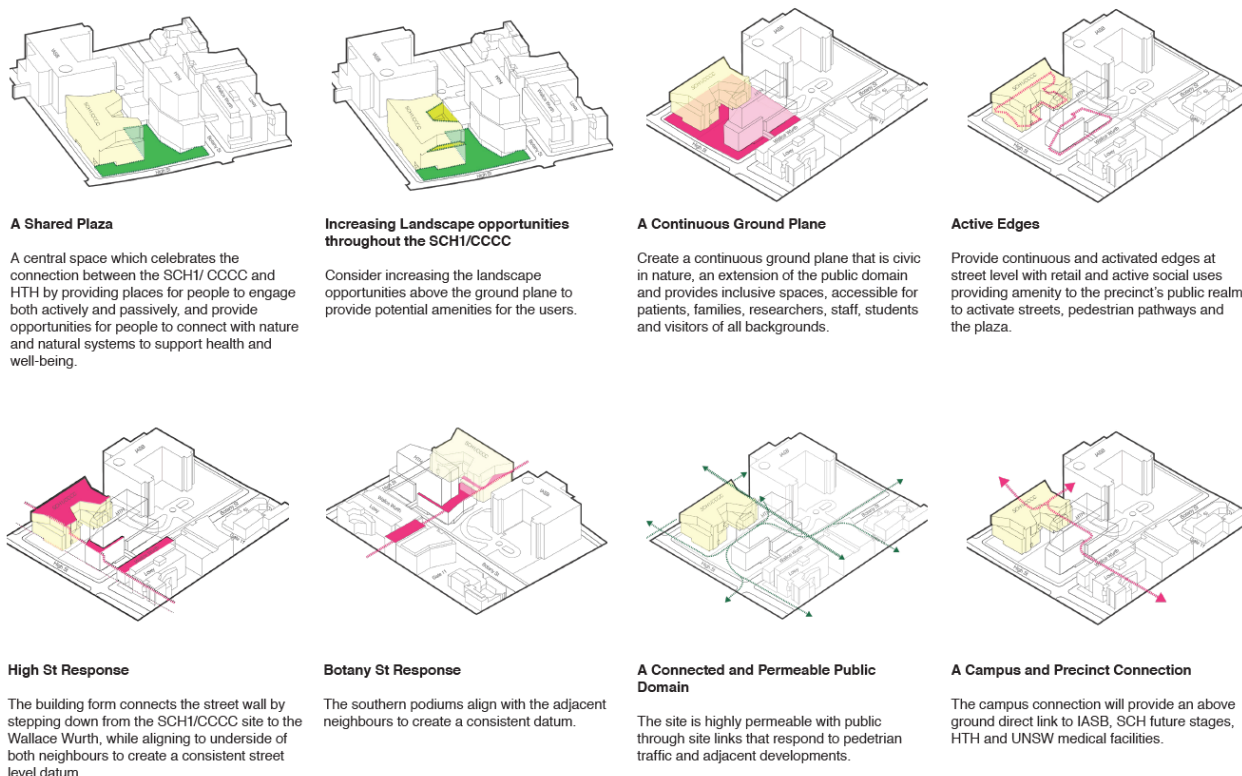 A Shared Plaza
A central space which celebrates the
connection between the SCH1/ CCCC and
HTH by providing places for people to engage
both actively and passively, and provide
opportunities for people to connect with nature
and natural systems to support health and
well-being.
Increasing Landscape opportunities
throughout the SCH1/CCCC
Consider increasing the landscape
opportunities above the ground plane to
provide potential amenities for the users.
A Continuous Ground Plane
Create a continuous ground plane that is civic
in nature, an extension of the public domain
and provides inclusive spaces, accessible for
patients, families, researchers, staff, students
and visitors of all backgrounds.
Active Edges
Provide continuous and activated edges at
street level with retail and active social uses
providing amenity to the precinct's public realm
to activate streets, pedestrian pathways and
the plaza.
High St Response
The building form connects the street wall by
stepping down from the SCH1/CCCC site to the
Wallace Wurth, while aligning to underside of
both neighbours to create a consistent street
level datum
Botany St Response
The southern podiums align with the adjacent
neighbours to create a consistent datum.
A Connected and Permeable Public
Domain
The site is highly permeable with public
through site links that respond to pedetrian
traffic and adjacent developments.
A Campus and Precinct Connection
The campus connection will provide an above
ground direct link to IASB, SCH future stages,
HTH and UNSW medical facilities.